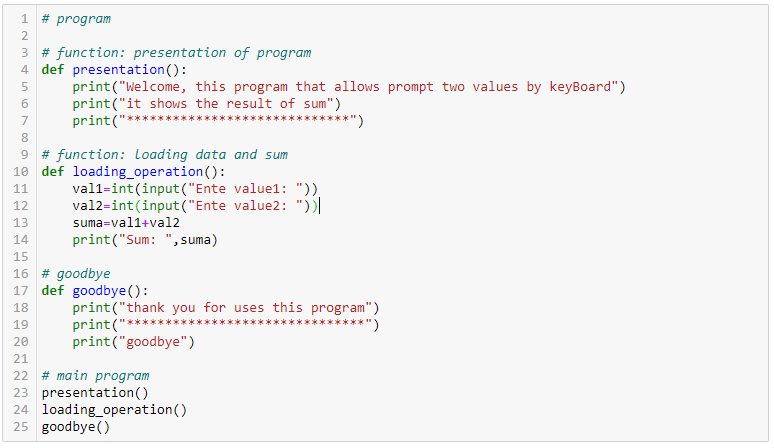 1 # program
2
3 # function: presentation of program
4 def presentation():
5     print("Welcome, this program that allows prompt two values by keyBoard")
6     print("it shows the result of sum")
7     print("*****************************")
8
9 # function: Loading data and sum
10 def loading_operation():
11     val1=int(input("Ente value1: "))
12     val2=int(input("Ente value2: "))
13     suma=val1+val2
14     print("Sum: ",suma)
15
16 # goodbye
17 def goodbye():
18     print("thank you for uses this program")
19     print("*******************************")
20     print("goodbye")
21
22 # main program
23 presentation()
24 loading_operation()
25 goodbye()